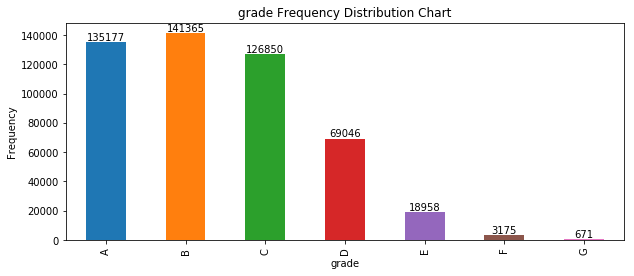 grade Frequency Distribution Chart
140000
120000
100000
80000
60000
40000
20000
0
Frequency
135177
141365
126850
69046
18958
3175
671
A
B
C
D
E
F
G
grade